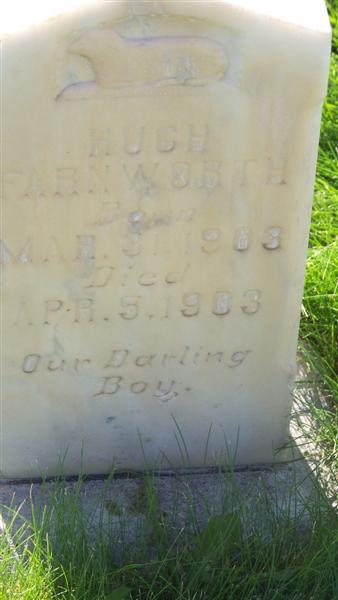 HUGH
FARNWORTH
Born
MAR. 31. 1903
Died
APR. 5. 1903
Our Darling
Boy.